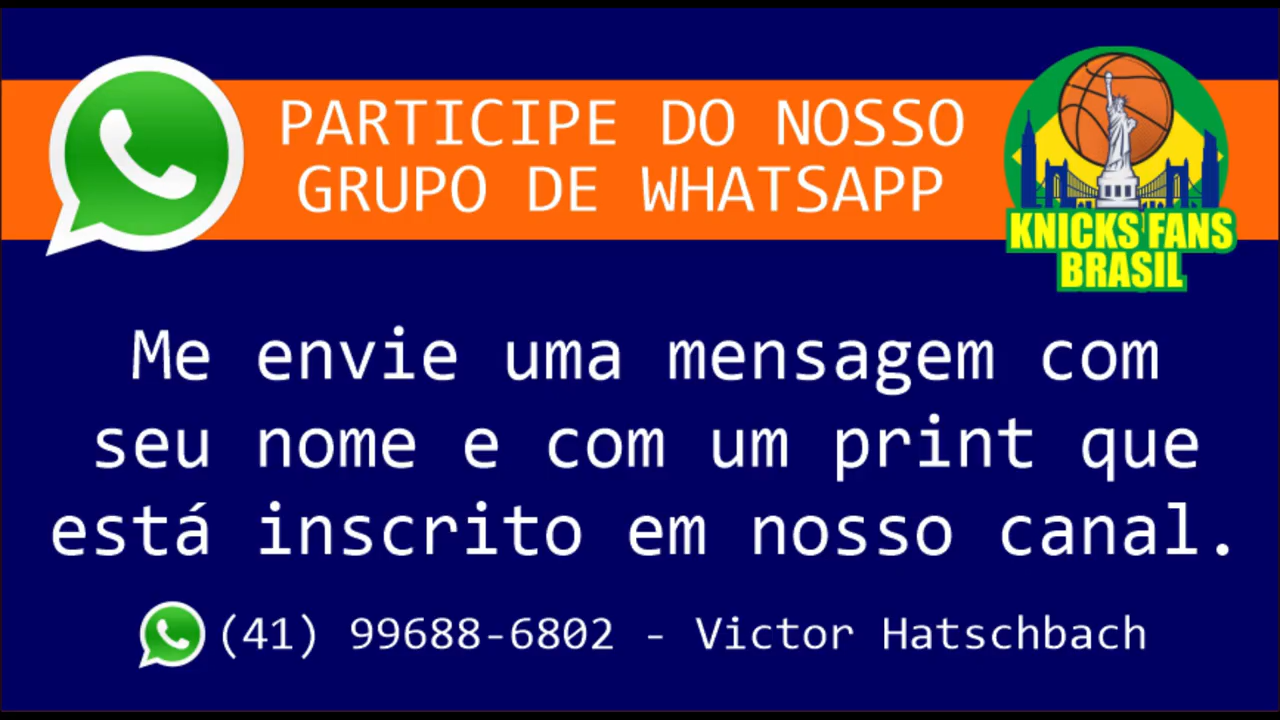 PARTICIPE DO NOSSO
GRUPO DE WHATSAPP
KNICKS FANS
BRASIL
Me envie uma mensagem com
seu nome e com um print que
está inscrito em nosso canal.
(41) 99688-6802 - Victor Hatschbach